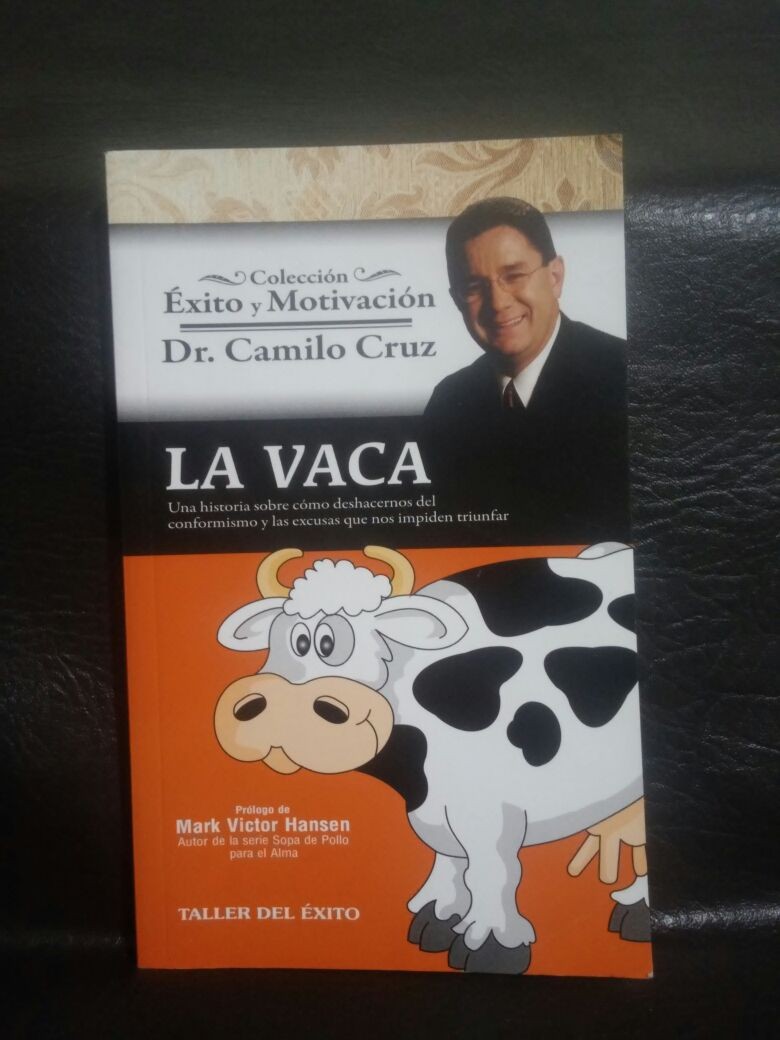 Colección
Éxito y Motivación
Dr. Camilo Cruz
LA VACA
Una historia sobre cómo deshacernos del
conformismo y las excusas que nos impiden triunfar
Prólogo de
Mark Victor Hansen
Autor de la serie Sopa de Pollo
para el Alma
TALLER DEL ÉXITO